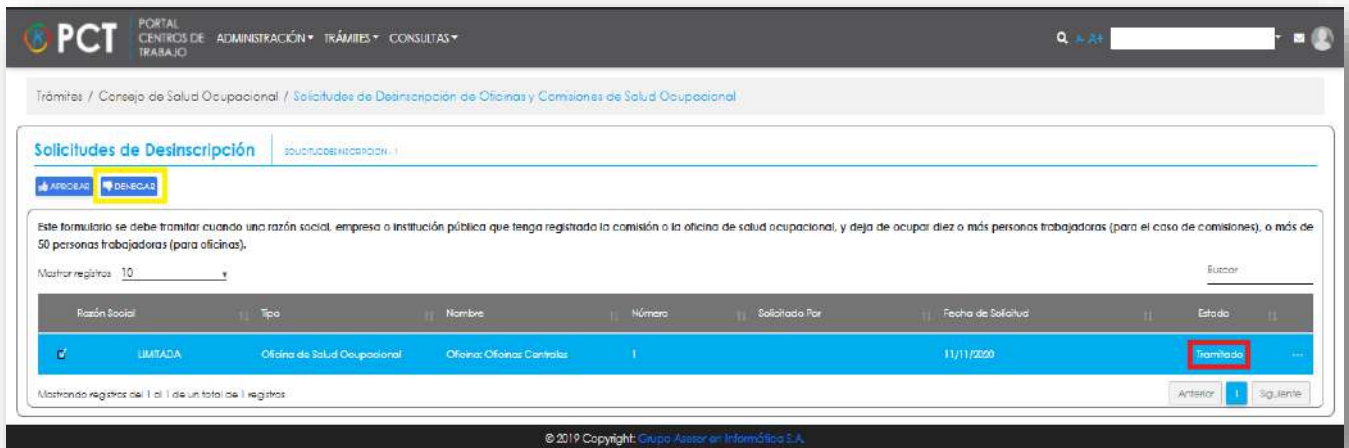 PCT
PORTAL
CENTROS DE
TRABAJO
ADMINISTRACIÓN TRÁMITES CONSULTAS
A+
Trámites / Consejo de Salud Ocupacional / Solicitudes de Desinscripción de Oficinas y Comisiones de Salud Ocupacional
Solicitudes de Desinscripción
SOLICITUDDESINSCRIPCION - 1
APROBAR DENEGAR
Este formulario se debe tramitar cuando una razón social, empresa o institución pública que tenga registrada la comisión o la oficina de salud ocupacional, y deja de ocupar diez o más personas trabajadoras (para el caso de comisiones), o más de
50 personas trabajadoras (para oficinas).
Mostrar registros 10 Buscar
Razón Social Tipo Nombre Número Solicitada Por Fecha de Solicitud Estado
LIMITADA Oficina de Salud Ocupacional Oficina: Oficinas Centrales 1 11/11/2020 Tramitado ...
Mostrando registros del 1 al 1 de un total de 1 registros Anterior 1 Siguiente
© 2019 Copyright: Grupo Asesor en Informática S.A.